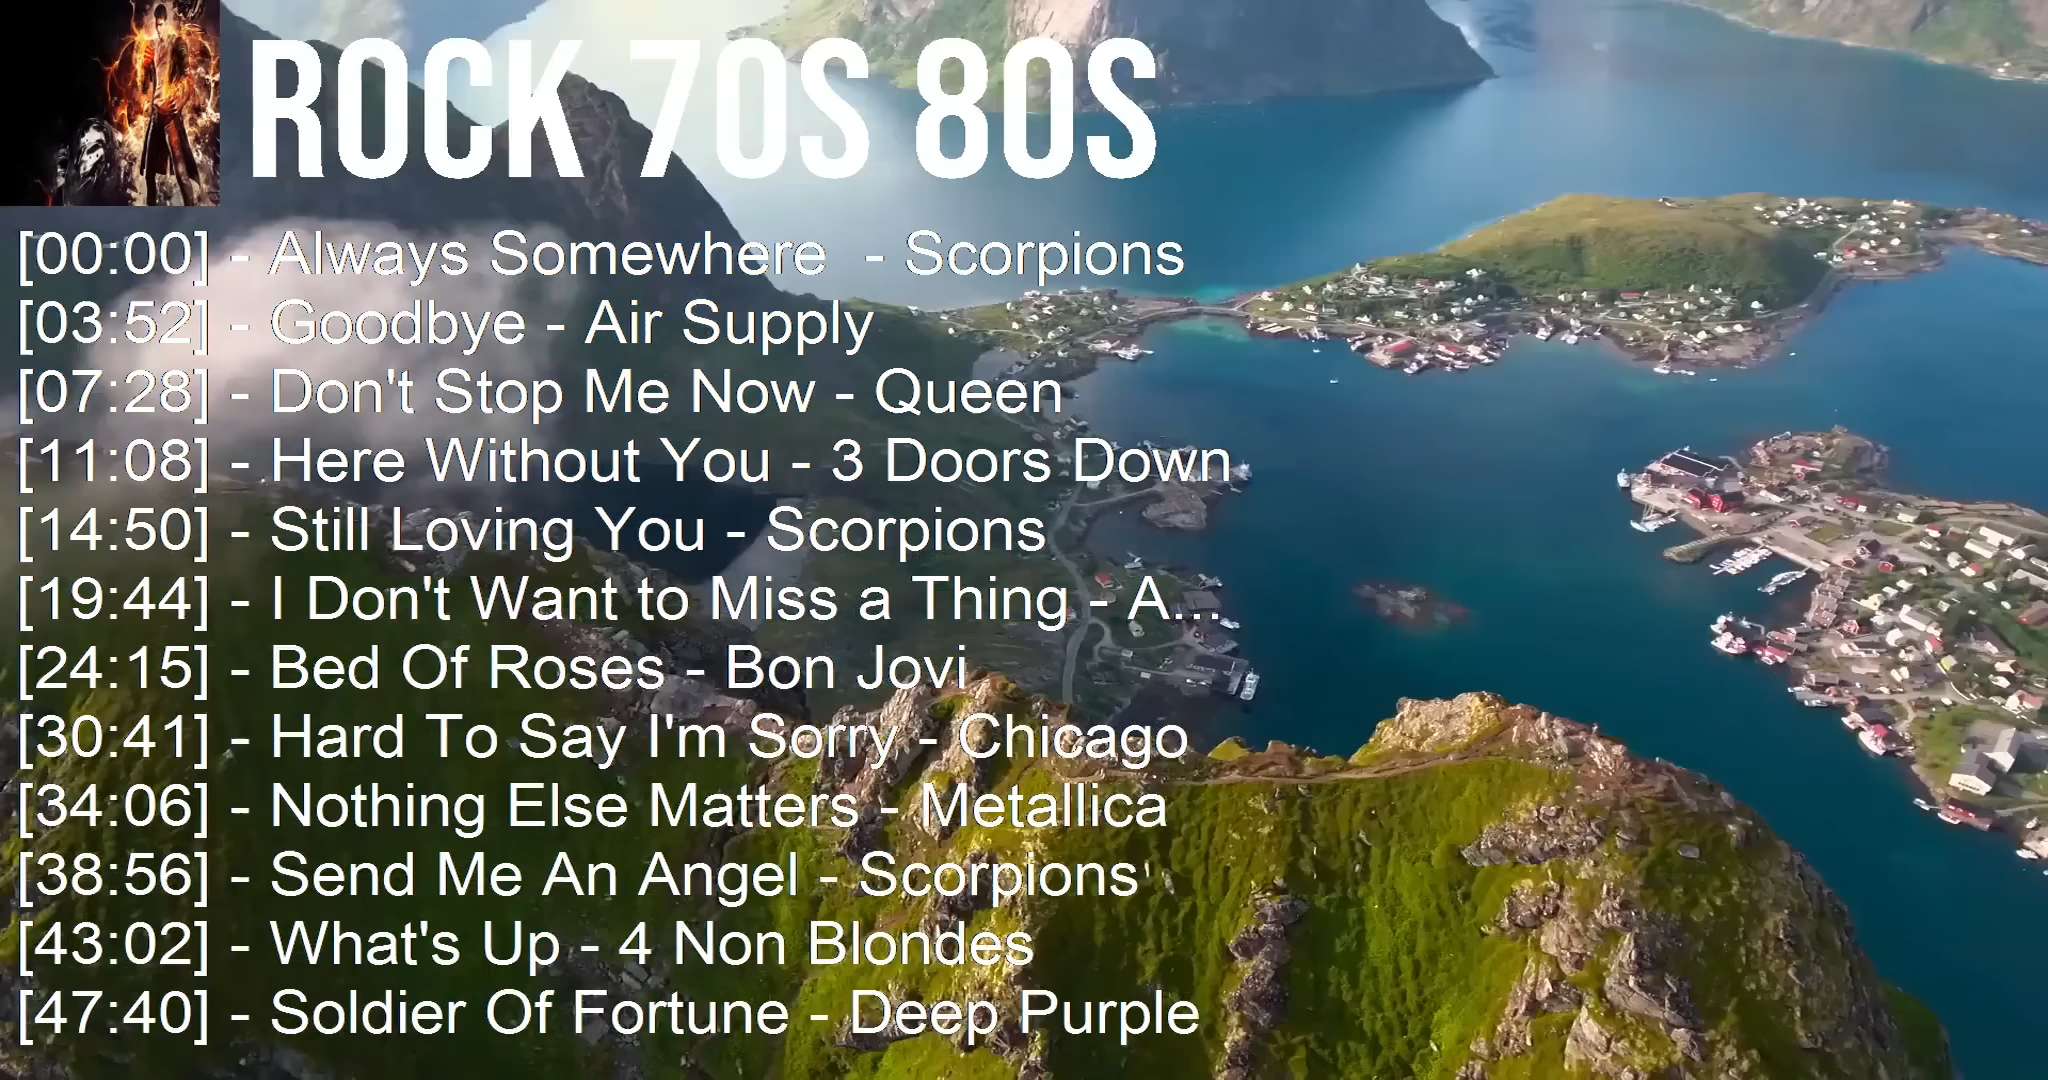 ROCK 70S 80S
[00:00] - Always Somewhere  - Scorpions
[03:52] - Goodbye - Air Supply
[07:28] - Don't Stop Me Now - Queen
[11:08] - Here Without You - 3 Doors Down
[14:50] - Still Loving You - Scorpions
[19:44] - I Don't Want to Miss a Thing - A...
[24:15] - Bed Of Roses - Bon Jovi
[30:41] - Hard To Say I'm Sorry - Chicago
[34:06] - Nothing Else Matters - Metallica
[38:56] - Send Me An Angel - Scorpions
[43:02] - What's Up - 4 Non Blondes
[47:40] - Soldier Of Fortune - Deep Purple